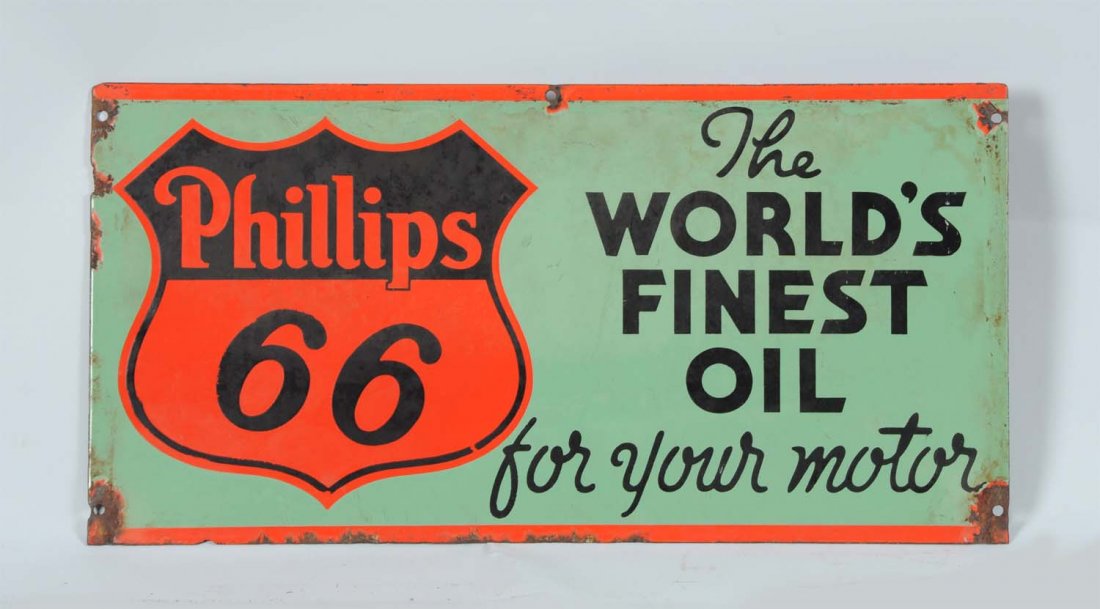 Phillips
66
The
WORLD'S
FINEST
OIL
for your motor